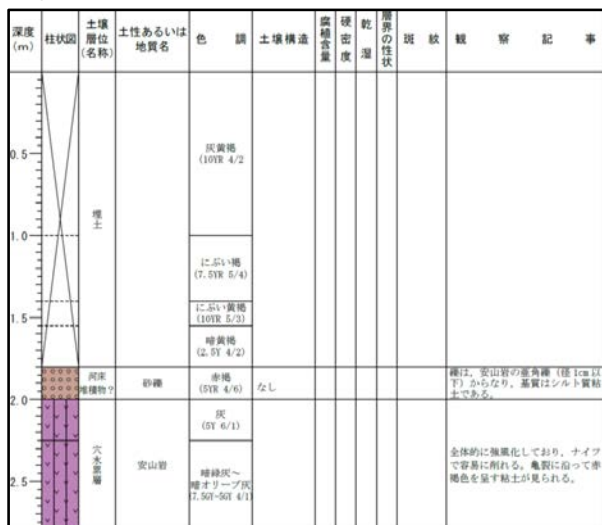 深度
(m)
柱状図
土壌
層位
(名称)
土性あるいは
地質名
色 調
土壌構造
腐植含量
硬密度
乾湿
層界の性状
斑 紋
観 察 記 事
0.5
1.0
1.5
2.0
2.5
埋土
灰黄褐
(10YR 4/2
にぶい褐
(7.5YR 5/4)
にぶい黄褐
(10YR 5/3)
暗黄褐
(2.5Y 4/2)
河床
堆積物?
砂礫
赤褐
(5YR 4/6)
なし
礫は、安山岩の亜角礫(径1cm以
下)からなり、基質はシルト質粘
土である。
穴水累層
安山岩
灰
(5Y 6/1)
暗緑灰~
暗オリーブ灰
(7.5GY~5GY 4/1)
全体的に強風化しており、ナイフ
で容易に削れる。亀裂に沿って赤
褐色を呈す粘土が見られる。